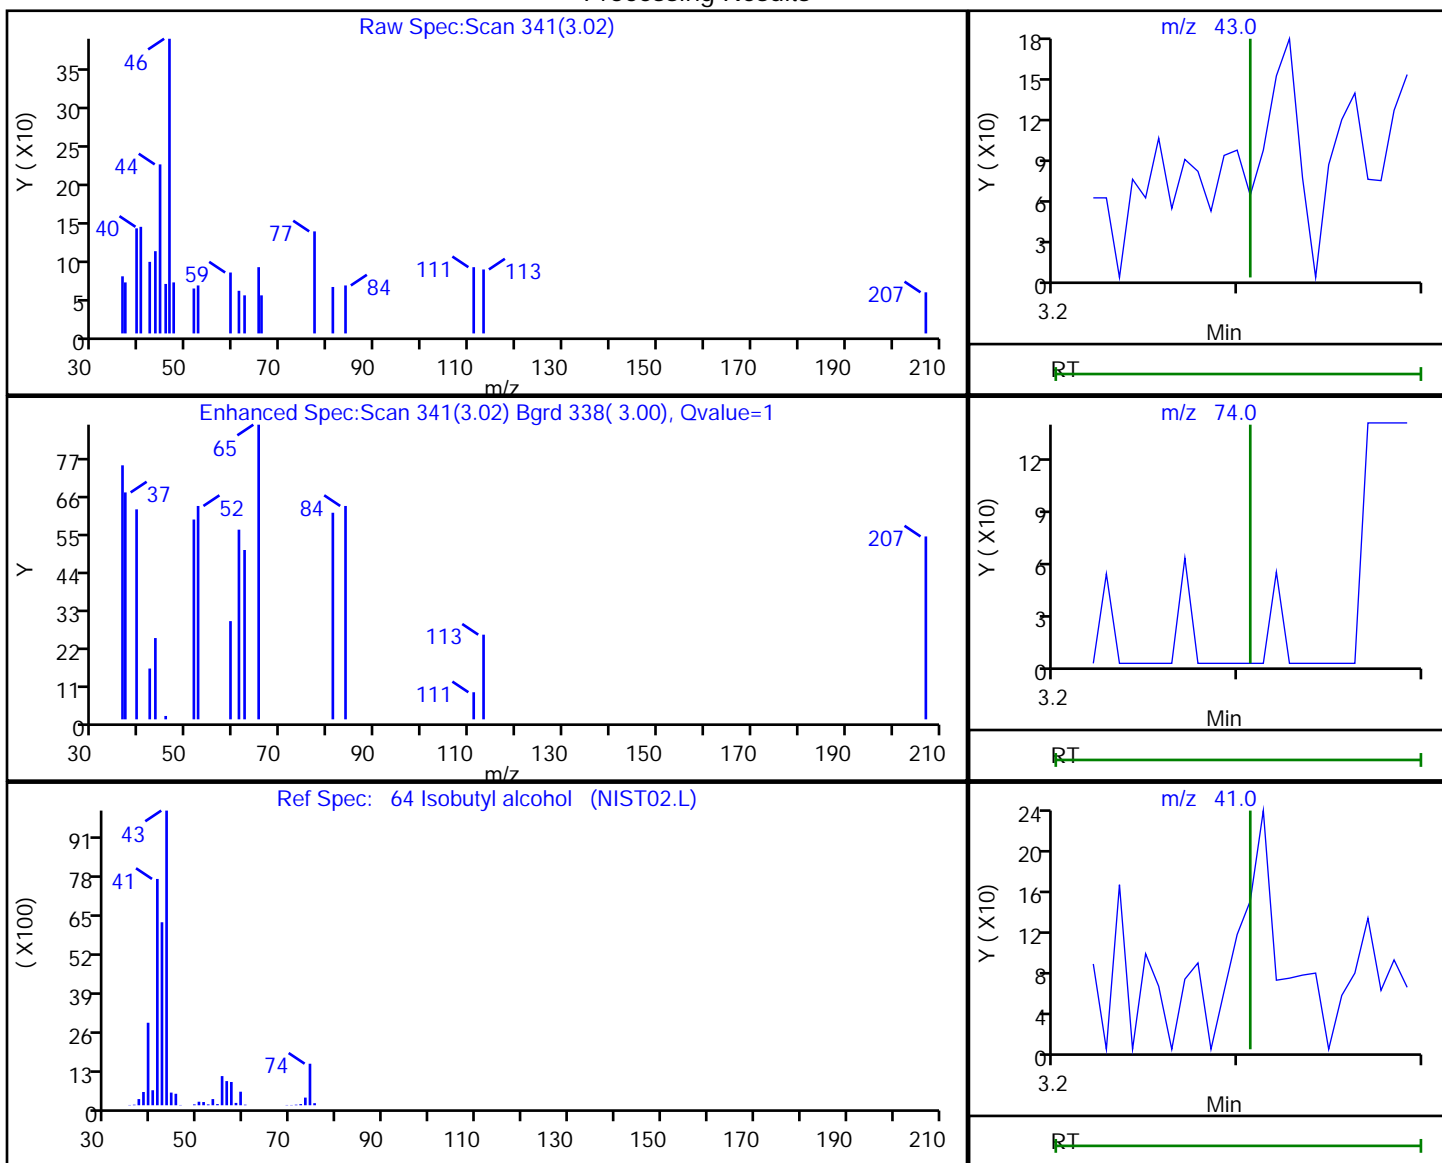 Processing Results
Raw Spec:Scan 341(3.02)
Y ( X10)
35
30
25
20
15
10
5
0
46
44
40
59
77
84
111
113
207
30 50 70 90 110 130 150 170 190 210
m/z
m/z 43.0
Y ( X10)
18
15
12
9
6
3
0
3.2
Min
RT
Enhanced Spec:Scan 341(3.02) Bgrd 338( 3.00), Qvalue=1
Y
77
66
55
44
33
22
11
0
65
37
52
84
113
111
207
30 50 70 90 110 130 150 170 190 210
m/z
m/z 74.0
Y ( X10)
12
9
6
3
0
3.2
Min
RT
Ref Spec: 64 Isobutyl alcohol (NIST02.L)
( X100)
91
78
65
52
39
26
13
0
43
41
74
30 50 70 90 110 130 150 170 190 210
m/z 41.0
Y ( X10)
24
20
16
12
8
4
0
3.2
Min
RT